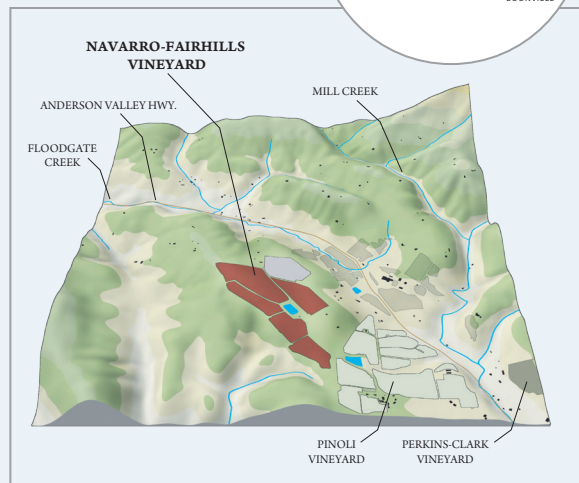 NAVARRO-FAIRHILLS
VINEYARD
ANDERSON VALLEY HWY.
MILL CREEK
FLOODGATE
CREEK
PINOLI
VINEYARD
PERKINS-CLARK
VINEYARD